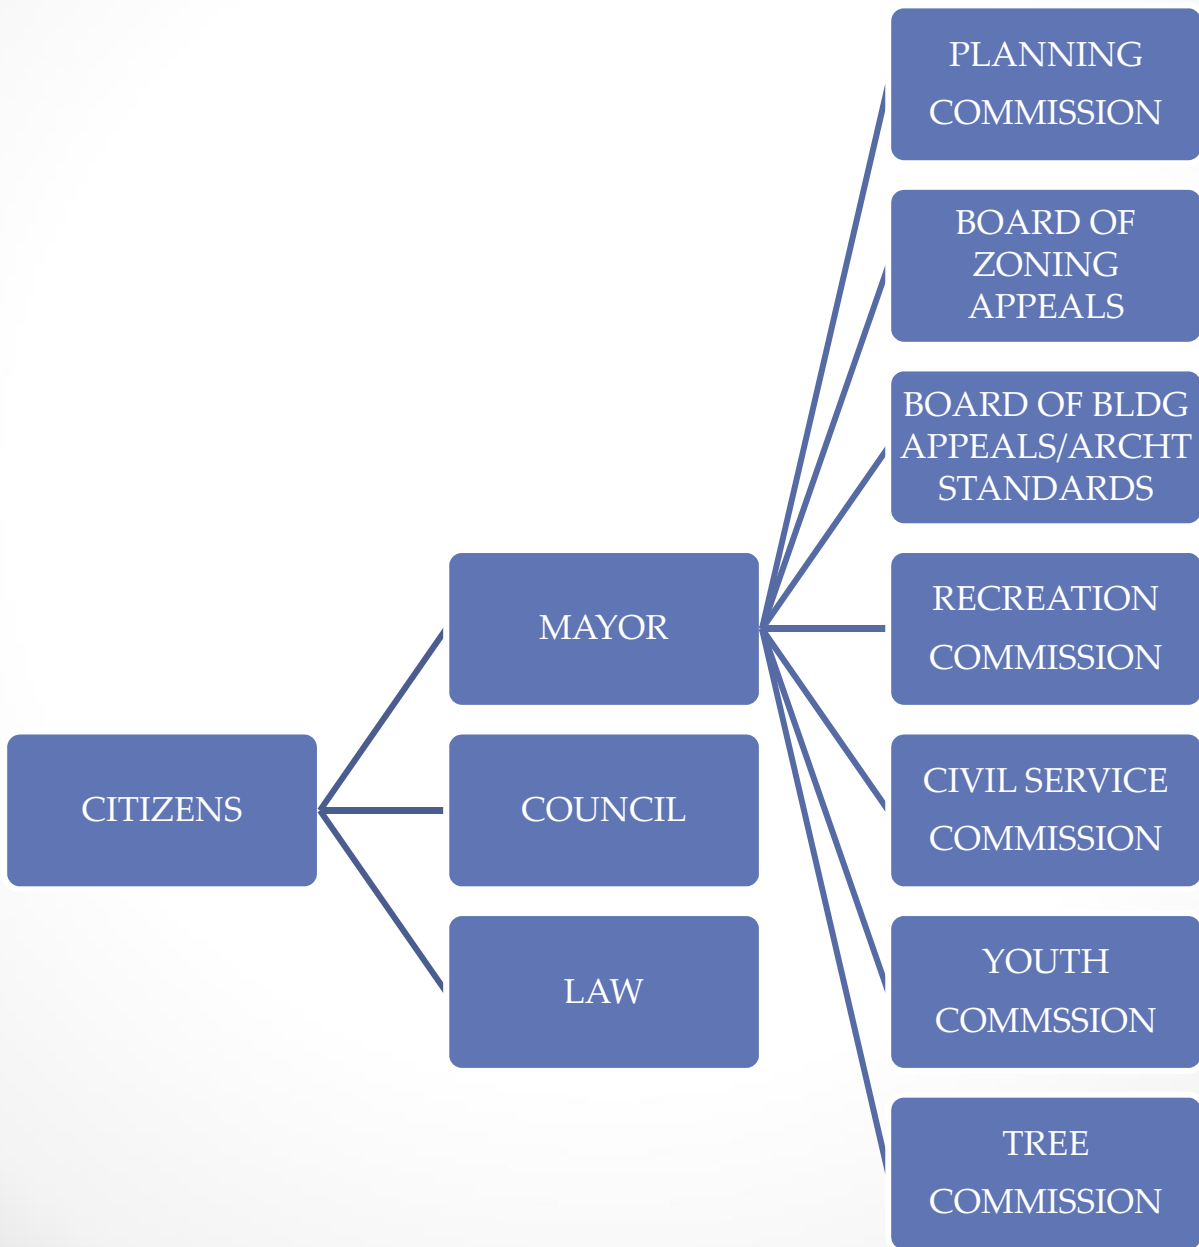 PLANNING
COMMISSION
BOARD OF
ZONING
APPEALS
BOARD OF BLDG
APPEALS/ARCHT
STANDARDS
MAYOR
RECREATION
COMMISSION
CITIZENS
COUNCIL
CIVIL SERVICE
COMMISSION
LAW
YOUTH
COMMSSION
TREE
COMMISSION